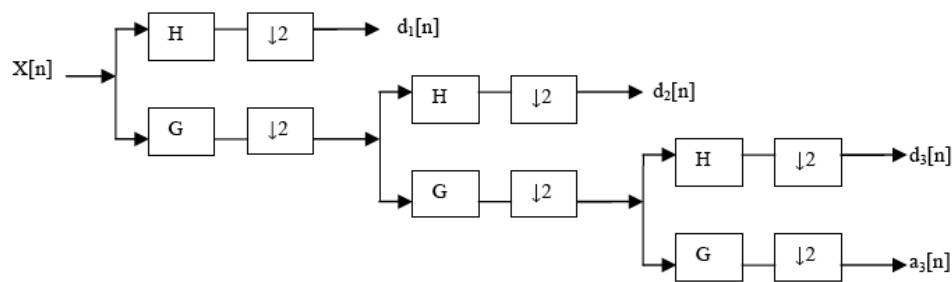 H ↓2 d₁[n]
X[n]
H ↓2 d₂[n]
G ↓2
H ↓2 d₃[n]
G ↓2
G ↓2 a₃[n]